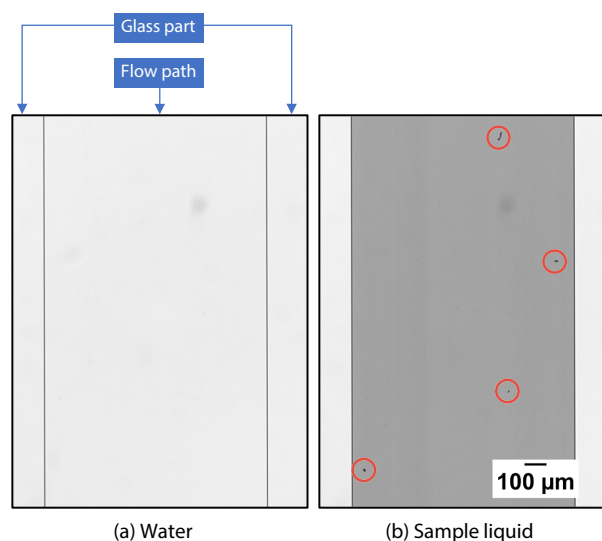 Glass part
Flow path
100 µm
(a) Water
(b) Sample liquid